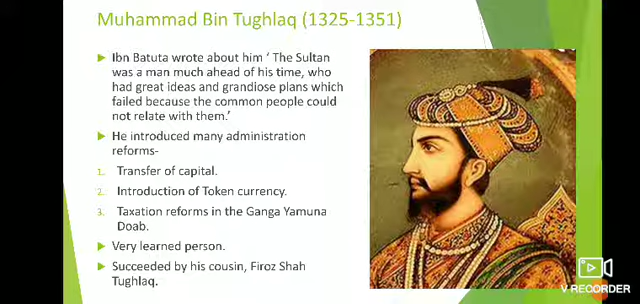 Muhammad Bin Tughlaq (1325-1351)
Ibn Batuta wrote about him ‘ The Sultan
was a man much ahead of his time, who
had great ideas and grandiose plans which
failed because the common people could
not relate with them.’
He introduced many administration
reforms-
1. Transfer of capital.
2. Introduction of Token currency.
3. Taxation reforms in the Ganga Yamuna
Doab.
Very learned person.
Succeeded by his cousin, Firoz Shah
Tughlaq.
V RECORDER